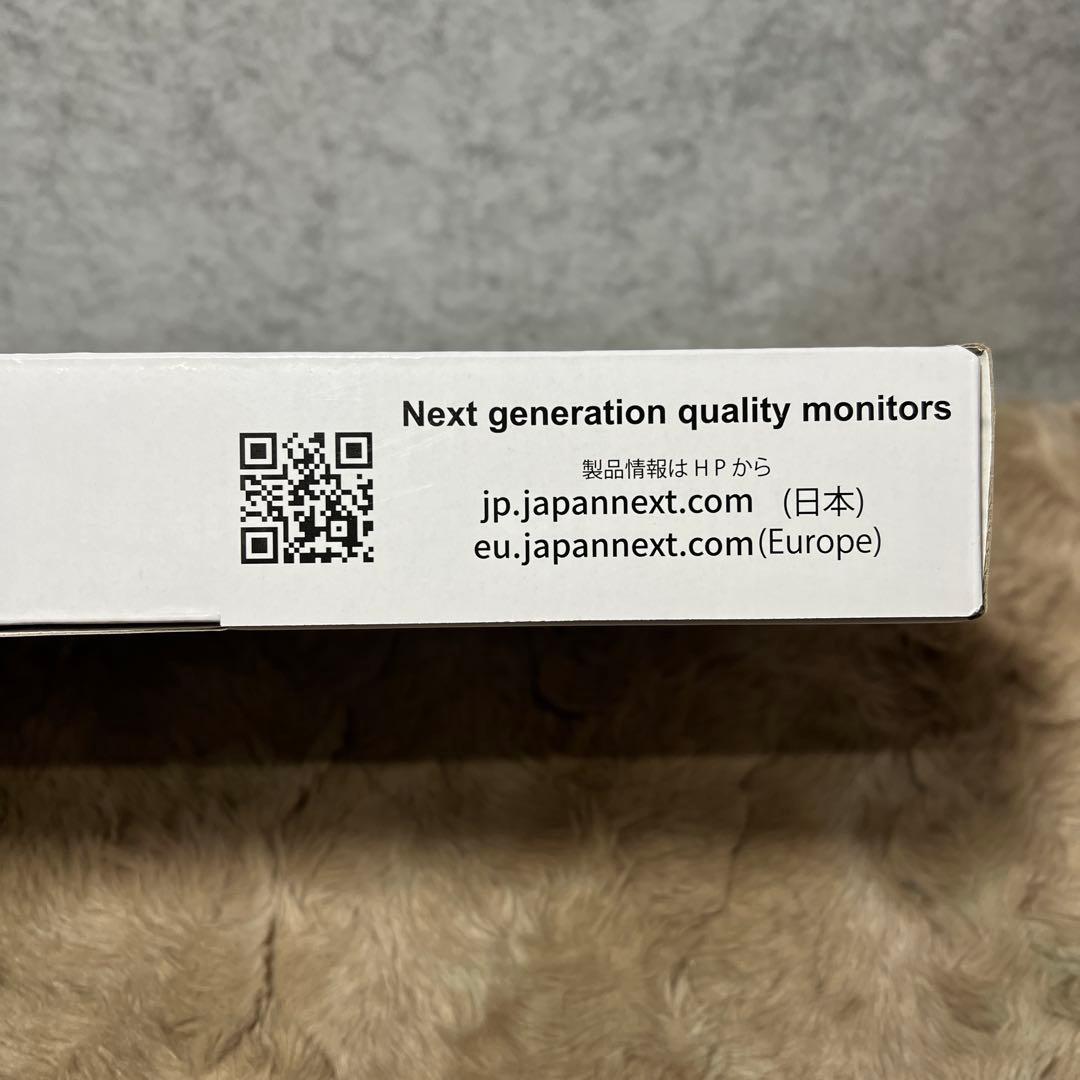 Next generation quality monitors
製品情報はHPから
jp.japannext.com (日本)
eu.japannext.com(Europe)